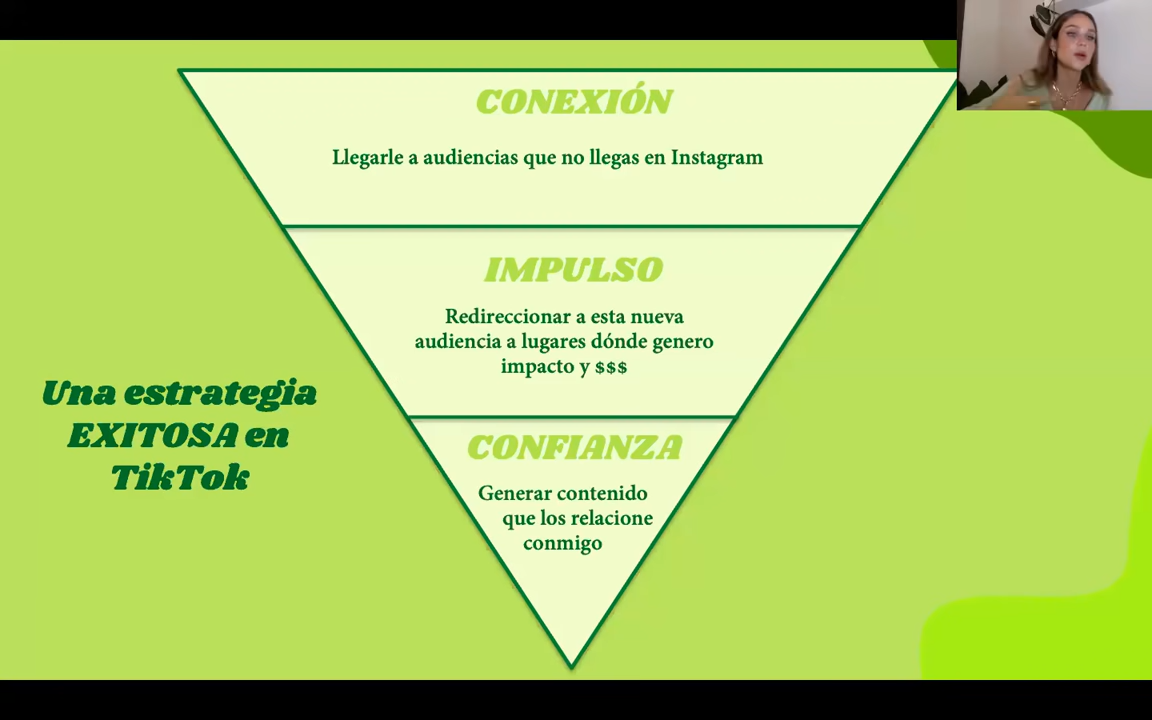 CONEXIÓN
Llegarle a audiencias que no llegas en Instagram
IMPULSO
Redireccionar a esta nueva
audiencia a lugares dónde genero
impacto y $$$
Una estrategia
EXITOSA en
TikTok
CONFIANZA
Generar contenido
que los relacione
conmigo